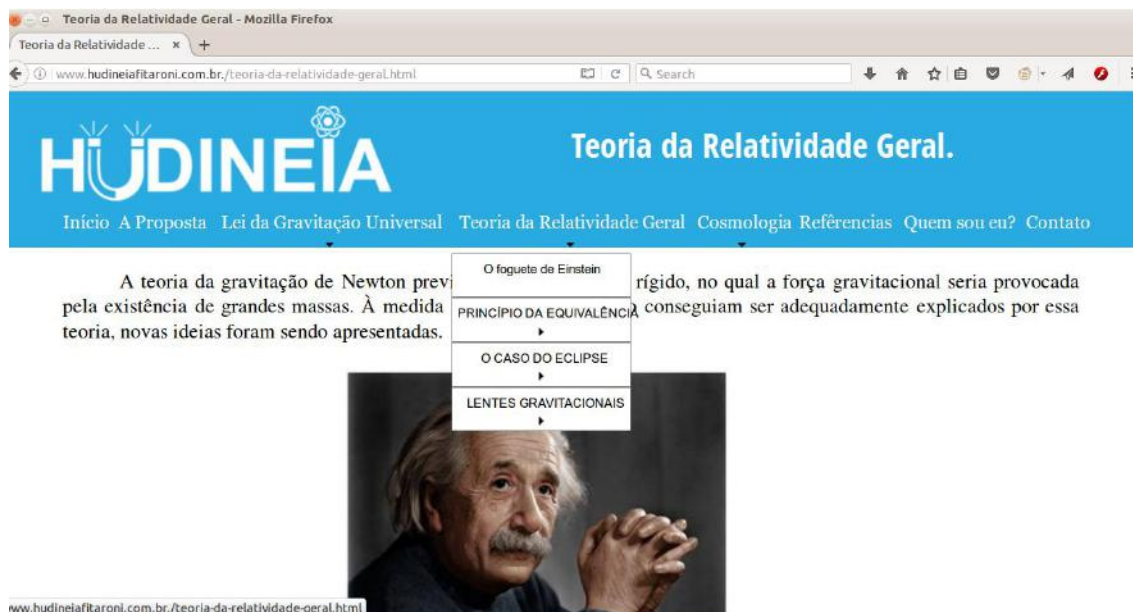 Teoria da Relatividade Geral - Mozilla Firefox
Teoria da Relatividade ... × +
www.hudineiafitaroni.com.br./teoria-da-relatividade-geral.html Search
HUDINEIA
Teoria da Relatividade Geral.
Início A Proposta Lei da Gravitação Universal Teoria da Relatividade Geral Cosmologia Refêrencias Quem sou eu? Contato
O foguete de Einstein
PRINCÍPIO DA EQUIVALÊNCIA
O CASO DO ECLIPSE
LENTES GRAVITACIONAIS
A teoria da gravitação de Newton previ rígido, no qual a força gravitacional seria provocada
pela existência de grandes massas. À medida conseguiam ser adequadamente explicados por essa
teoria, novas ideias foram sendo apresentadas.
www.hudineiafitaroni.com.br./teoria-da-relatividade-geral.html